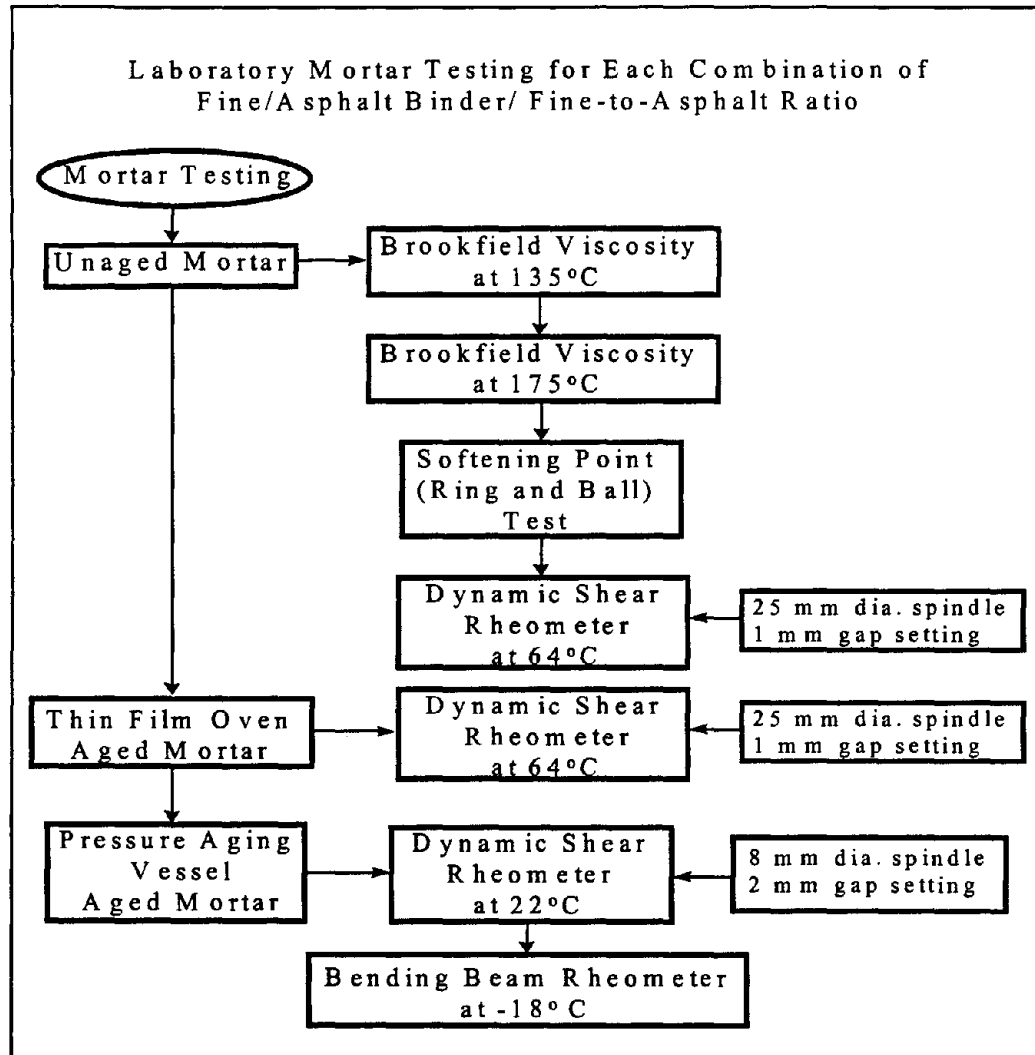 Laboratory Mortar Testing for Each Combination of
Fine/Asphalt Binder/ Fine-to-Asphalt Ratio
Mortar Testing
Unaged Mortar
Brookfield Viscosity
at 135°C
Brookfield Viscosity
at 175°C
Softening Point
(Ring and Ball)
Test
Dynamic Shear
Rheometer
at 64°C
25 mm dia. spindle
1 mm gap setting
Thin Film Oven
Aged Mortar
Dynamic Shear
Rheometer
at 64°C
25 mm dia. spindle
1 mm gap setting
Pressure Aging
Vessel
Aged Mortar
Dynamic Shear
Rheometer
at 22°C
8 mm dia. spindle
2 mm gap setting
Bending Beam Rheometer
at -18°C